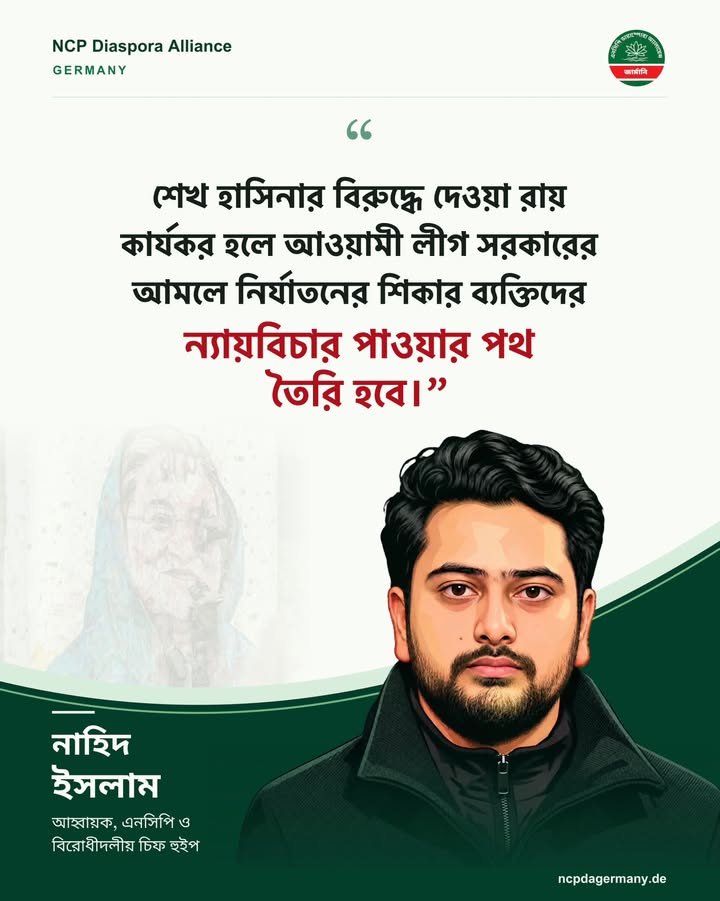 NCP Diaspora Alliance
GERMANY
এনসিপি ডায়াস্পোরা অ্যালায়েন্স
জার্মানি
“
শেখ হাসিনার বিরুদ্ধে দেওয়া রায়
কার্যকর হলে আওয়ামী লীগ সরকারের
আমলে নির্যাতনের শিকার ব্যক্তিদের
ন্যায়বিচার পাওয়ার পথ
তৈরি হবে।”
নাহিদ
ইসলাম
আহ্বায়ক, এনসিপি ও
বিরোধীদলীয় চিফ হুইপ
ncpdagermany.de